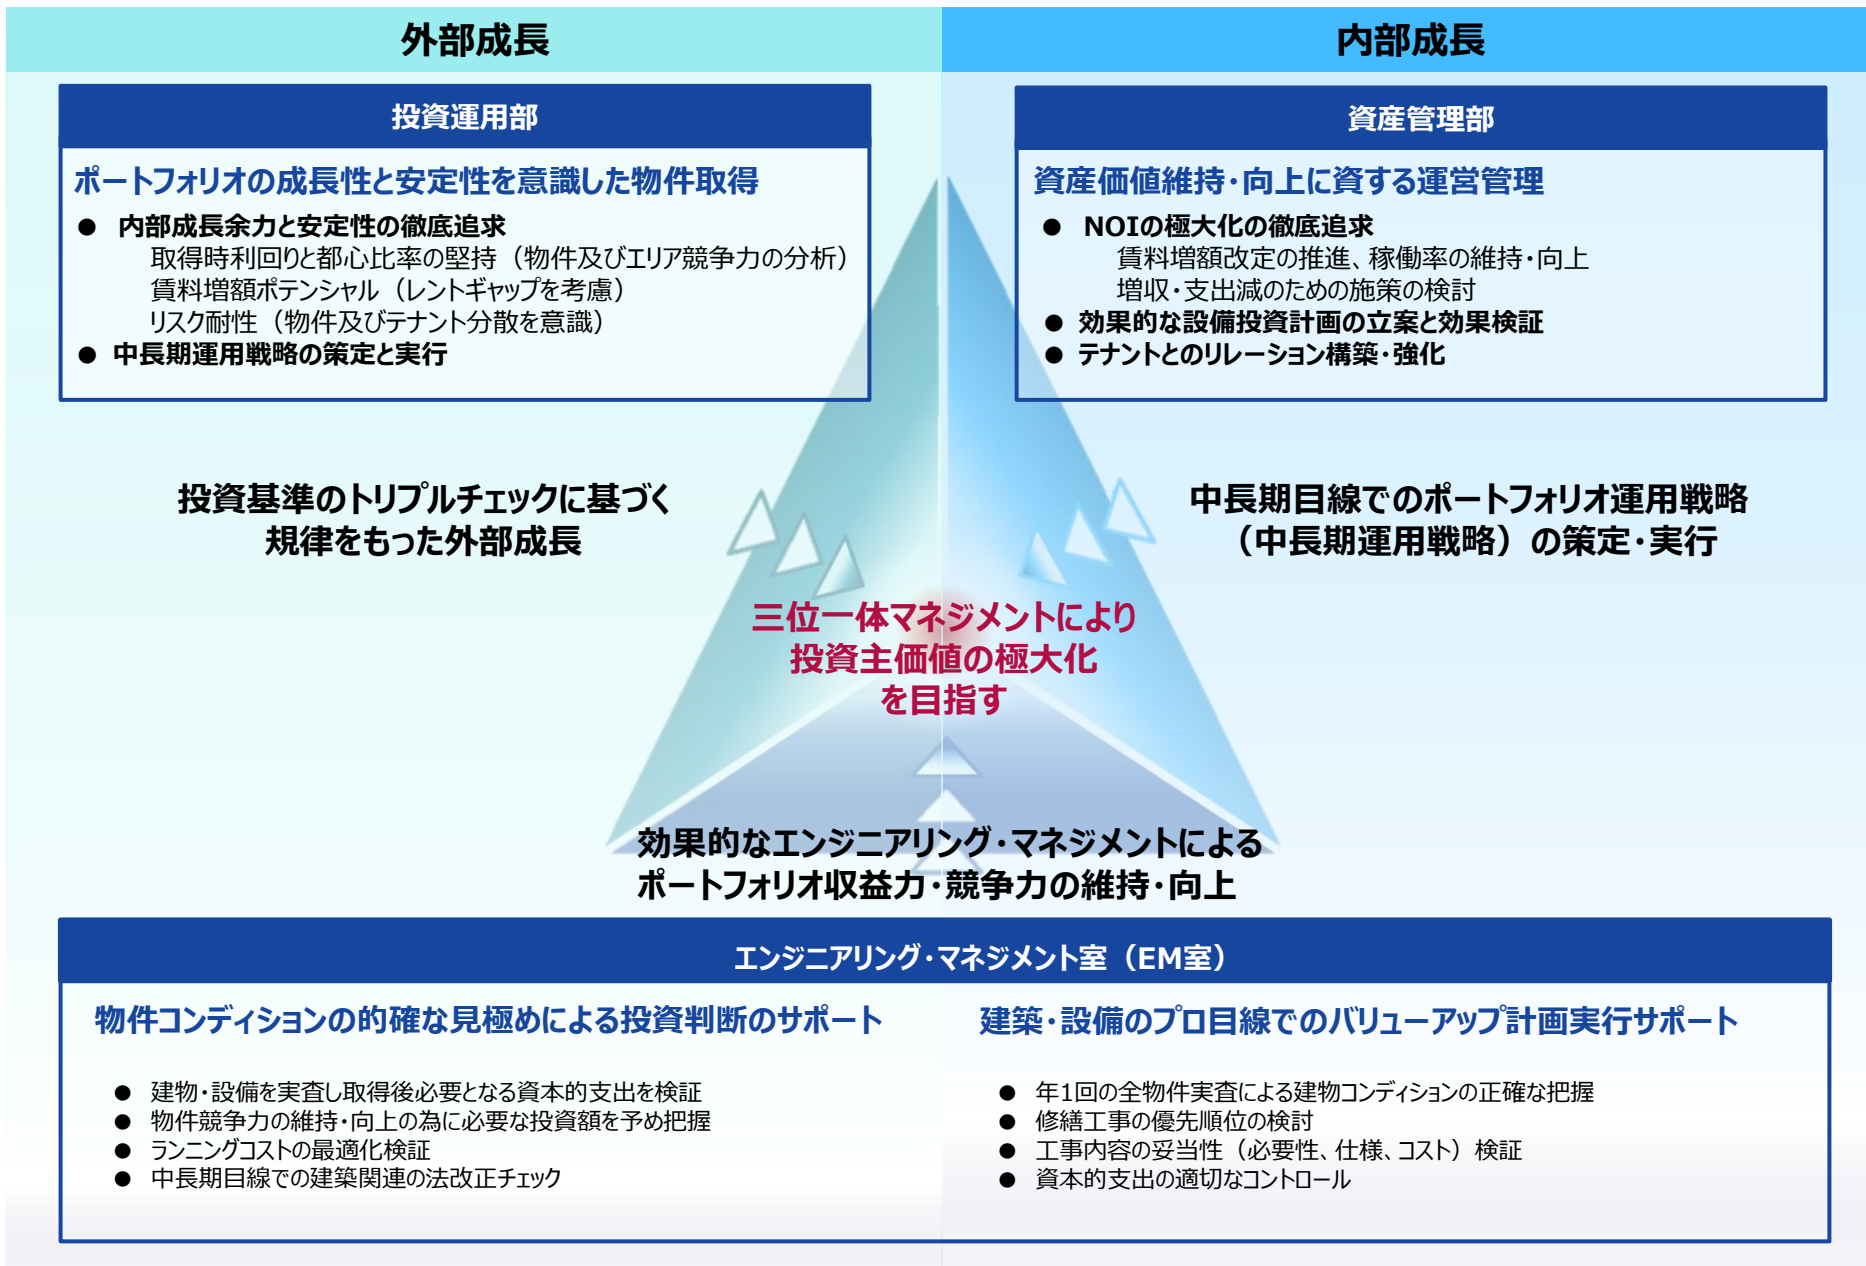 外部成長
内部成長
投資運用部
ポートフォリオの成長性と安定性を意識した物件取得
● 内部成長余力と安定性の徹底追求
取得時利回りと都心比率の堅持（物件及びエリア競争力の分析）
賃料増額ポテンシャル（レントギャップを考慮）
リスク耐性（物件及びテナント分散を意識）
● 中長期運用戦略の策定と実行
資産管理部
資産価値維持・向上に資する運営管理
● NOIの極大化の徹底追求
賃料増額改定の推進、稼働率の維持・向上
増収・支出減のための施策の検討
● 効果的な設備投資計画の立案と効果検証
● テナントとのリレーション構築・強化
投資基準のトリプルチェックに基づく
規律をもった外部成長
中長期目線でのポートフォリオ運用戦略
（中長期運用戦略）の策定・実行
三位一体マネジメントにより
投資主価値の極大化
を目指す
効果的なエンジニアリング・マネジメントによる
ポートフォリオ収益力・競争力の維持・向上
エンジニアリング・マネジメント室（EM室）
物件コンディションの的確な見極めによる投資判断のサポート
● 建物・設備を実査し取得後必要となる資本的支出を検証
● 物件競争力の維持・向上の為に必要な投資額を予め把握
● ランニングコストの最適化検証
● 中長期目線での建築関連の法改正チェック
建築・設備のプロ目線でのバリューアップ計画実行サポート
● 年1回の全物件実査による建物コンディションの正確な把握
● 修繕工事の優先順位の検討
● 工事内容の妥当性（必要性、仕様、コスト）検証
● 資本的支出の適切なコントロール